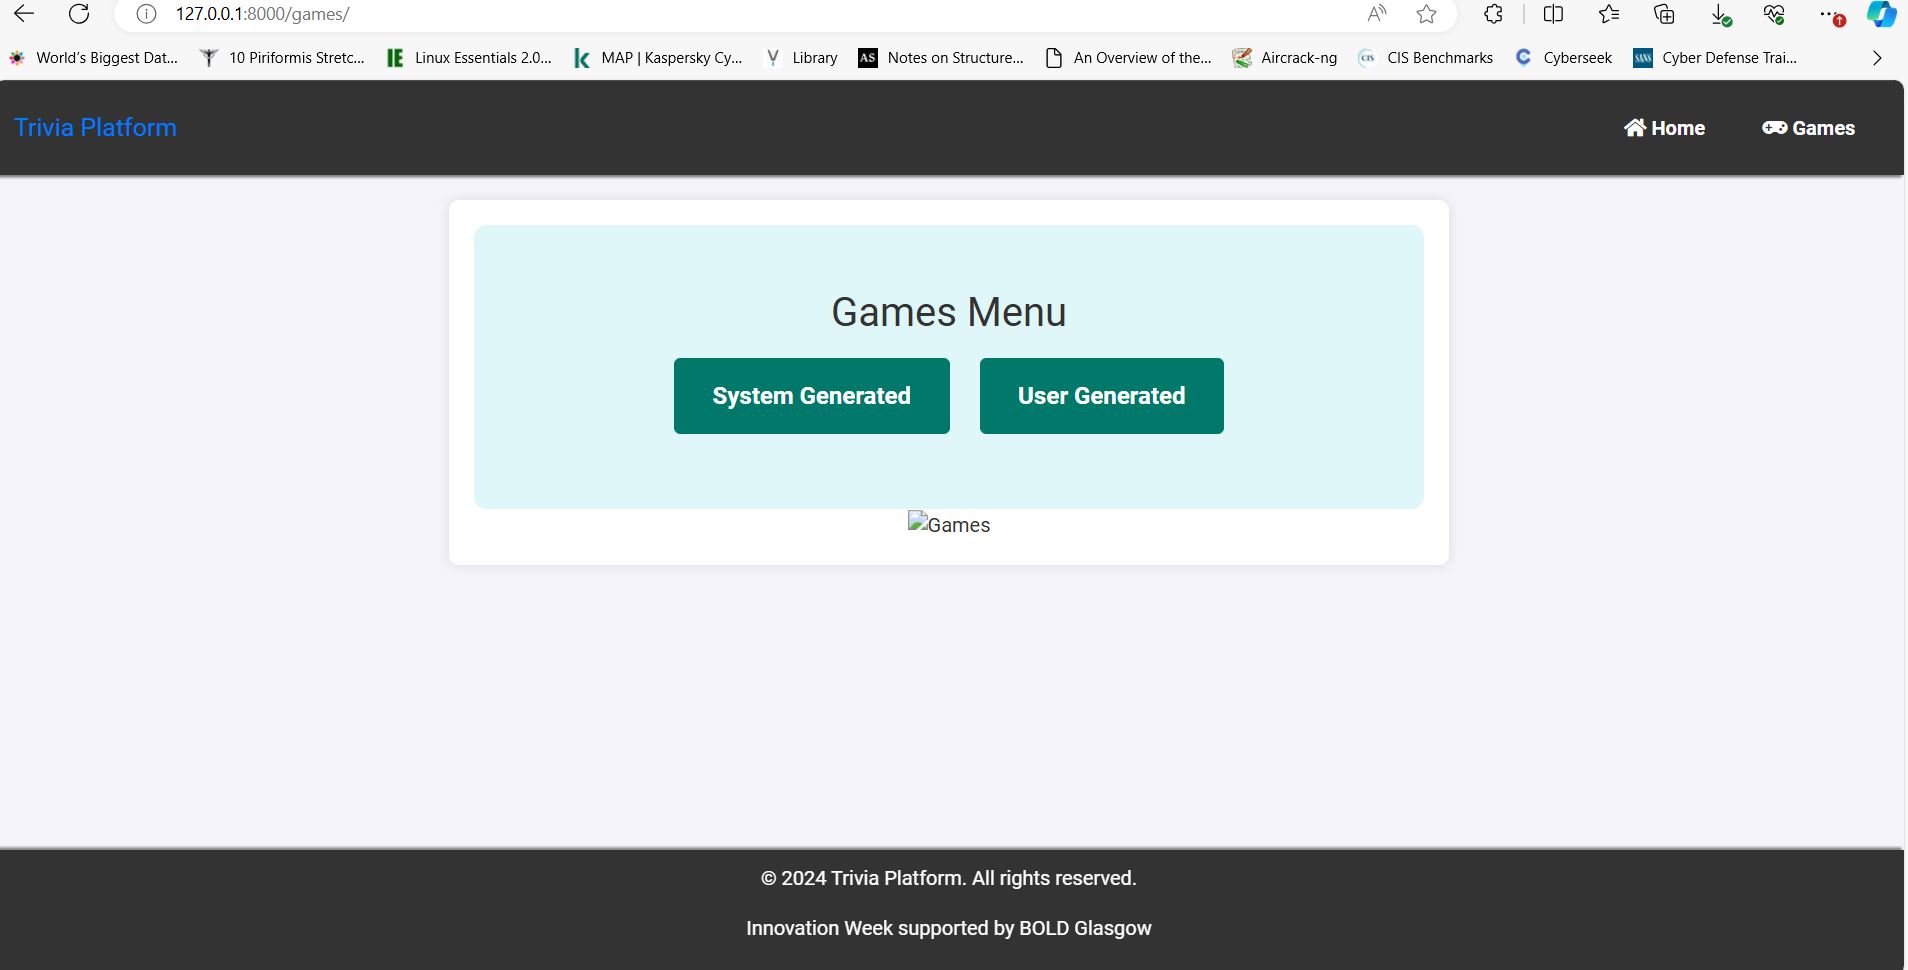 127.0.0.1:8000/games/
World's Biggest Dat...
10 Piriformis Stretc...
Linux Essentials 2.0...
MAP | Kaspersky Cy...
Library
AS
Notes on Structure...
An Overview of the...
Aircrack-ng
CIS
CIS Benchmarks
Cyberseek
SANS
Cyber Defense Trai...
Trivia Platform
Home
Games
Games Menu
System Generated
User Generated
Games
© 2024 Trivia Platform. All rights reserved.
Innovation Week supported by BOLD Glasgow